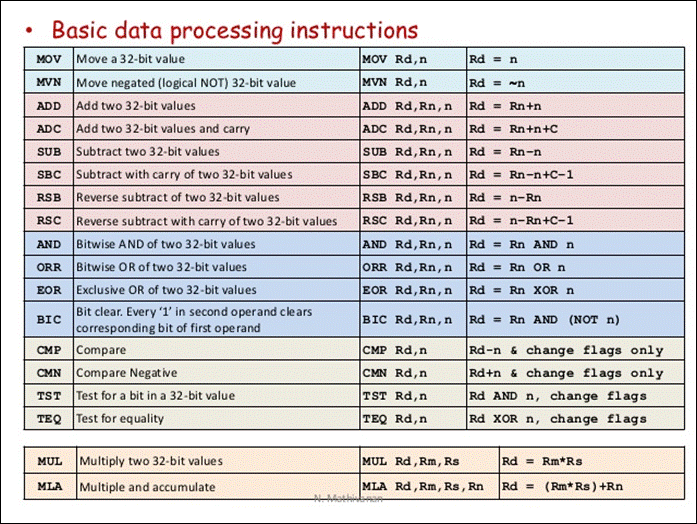 • Basic data processing instructions
MOV Move a 32-bit value MOV Rd,n Rd = n
MVN Move negated (logical NOT) 32-bit value MVN Rd,n Rd = ~n
ADD Add two 32-bit values ADD Rd,Rn,n Rd = Rn+n
ADC Add two 32-bit values and carry ADC Rd,Rn,n Rd = Rn+n+C
SUB Subtract two 32-bit values SUB Rd,Rn,n Rd = Rn-n
SBC Subtract with carry of two 32-bit values SBC Rd,Rn,n Rd = Rn-n+C-1
RSB Reverse subtract of two 32-bit values RSB Rd,Rn,n Rd = n-Rn
RSC Reverse subtract with carry of two 32-bit values RSC Rd,Rn,n Rd = n-Rn+C-1
AND Bitwise AND of two 32-bit values AND Rd,Rn,n Rd = Rn AND n
ORR Bitwise OR of two 32-bit values ORR Rd,Rn,n Rd = Rn OR n
EOR Exclusive OR of two 32-bit values EOR Rd,Rn,n Rd = Rn XOR n
BIC Bit clear. Every ‘1’ in second operand clears
corresponding bit of first operand BIC Rd,Rn,n Rd = Rn AND (NOT n)
CMP Compare CMP Rd,n Rd-n & change flags only
CMN Compare Negative CMN Rd,n Rd+n & change flags only
TST Test for a bit in a 32-bit value TST Rd,n Rd AND n, change flags
TEQ Test for equality TEQ Rd,n Rd XOR n, change flags
MUL Multiply two 32-bit values MUL Rd,Rm,Rs Rd = Rm*Rs
MLA Multiple and accumulate MLA Rd,Rm,Rs,Rn Rd = (Rm*Rs)+Rn
N. Mathivanan